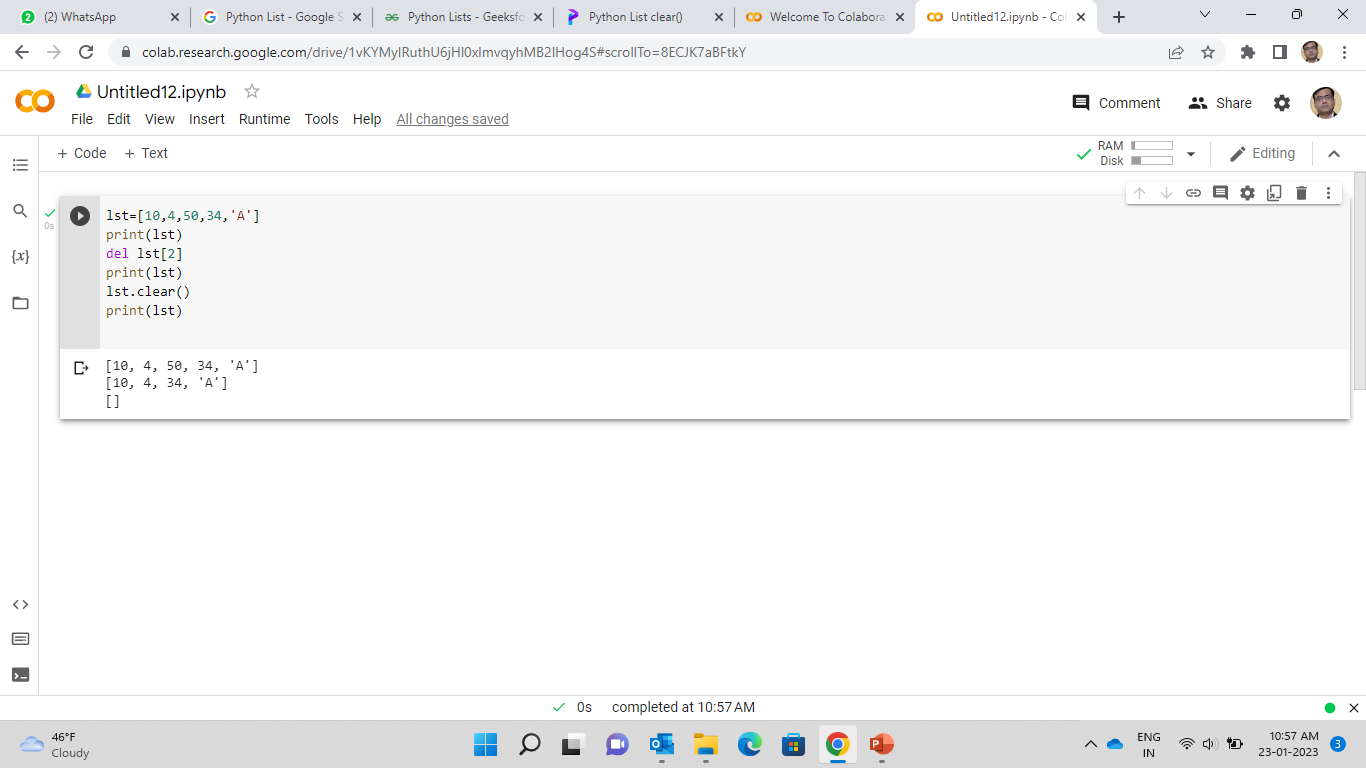 (2) WhatsApp
Python List - Google S
Python Lists - Geeksfo
Python List clear()
Welcome To Colabora
Untitled12.ipynb - Col
colab.research.google.com/drive/1vKYMyIRuthU6jHI0xImvqyhMB2IHog4S#scrollTo=8ECJK7aBFtkY
Untitled12.ipynb
Comment
Share
File Edit View Insert Runtime Tools Help All changes saved
+ Code + Text
RAM
Disk
Editing
{x}
0s
lst=[10,4,50,34,'A']
print(lst)
del lst[2]
print(lst)
lst.clear()
print(lst)
[10, 4, 50, 34, 'A']
[10, 4, 34, 'A']
[]
0s completed at 10:57 AM
46°F
Cloudy
ENG
IN
10:57 AM
23-01-2023
3